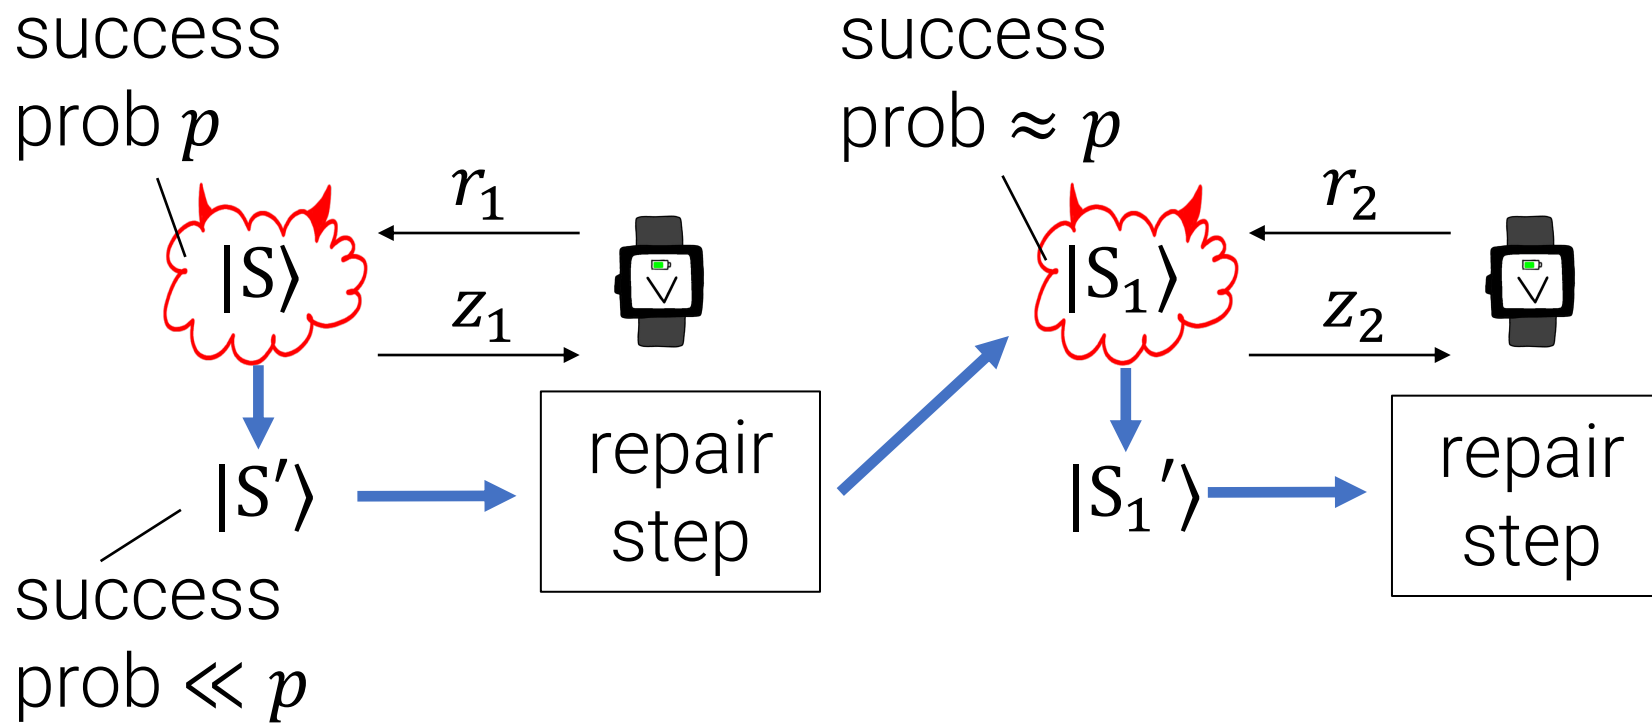 success
prob p
success
prob ≈ p
r₁
r₂
|S⟩
V
|S₁⟩
V
z₁
z₂
|S′⟩
repair
step
|S₁′⟩
repair
step
success
prob ≪ p